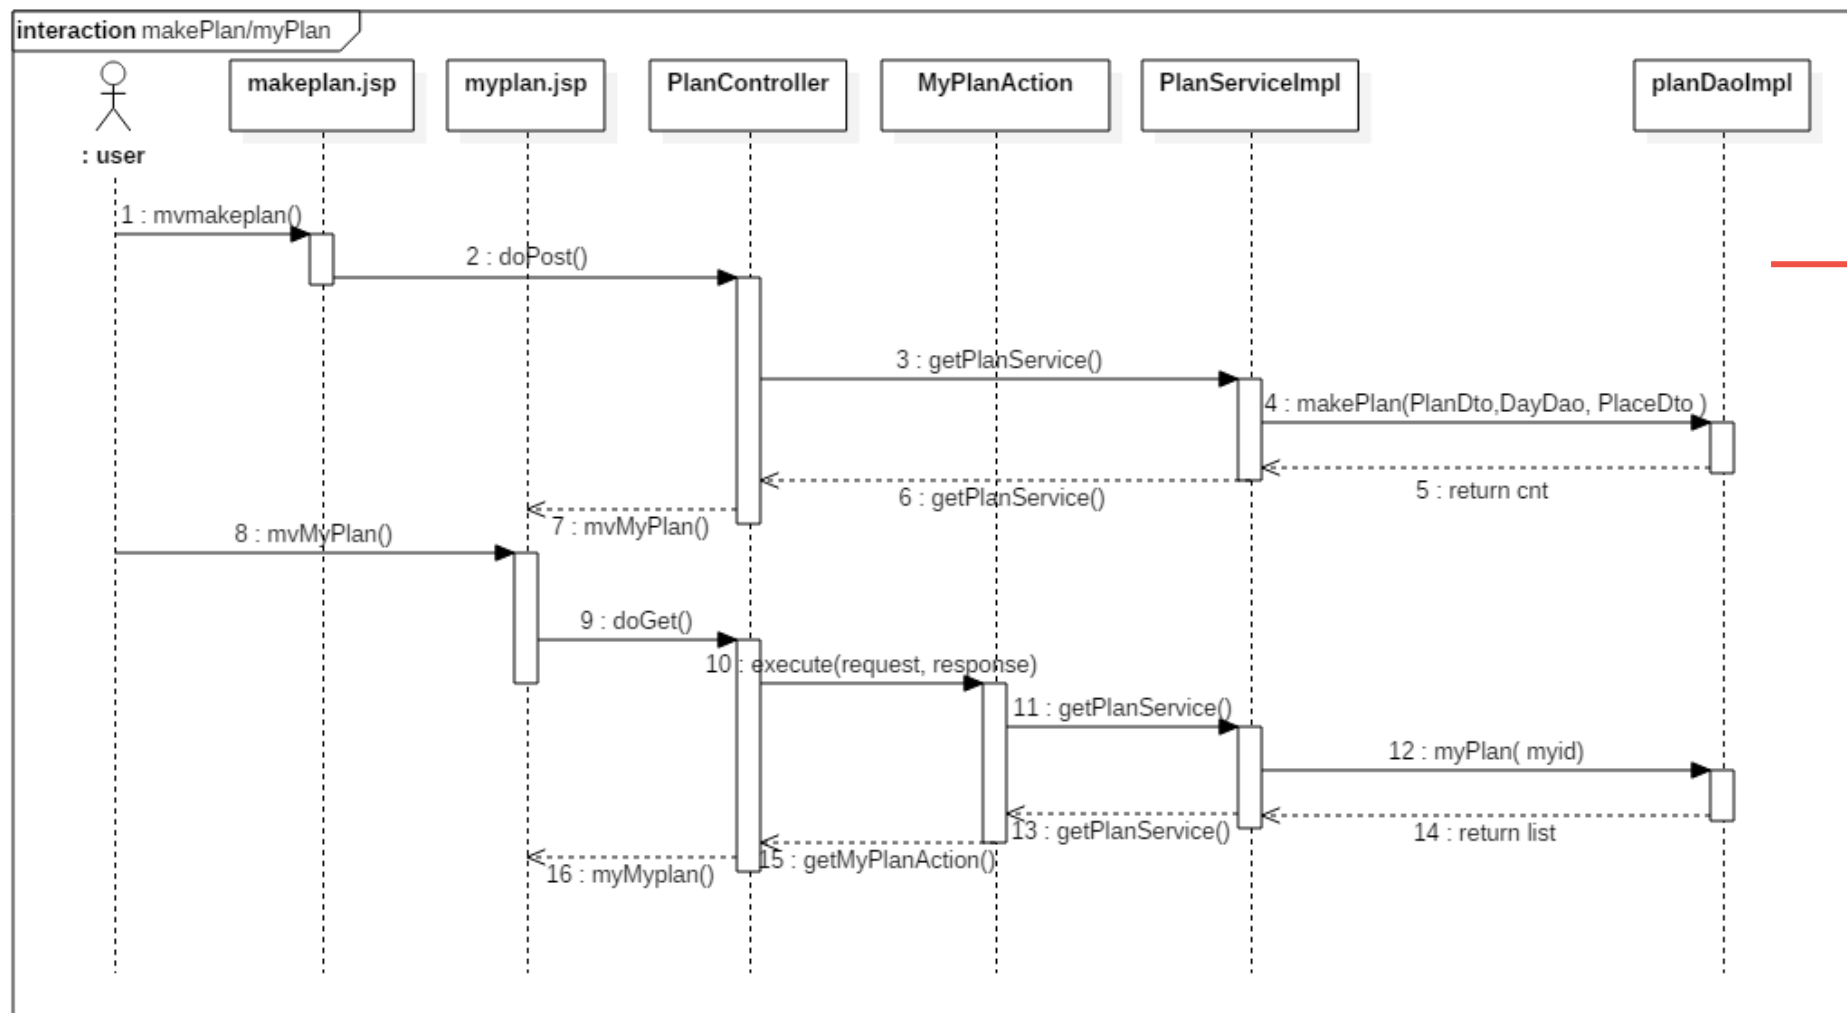 interaction makePlan/myPlan
makeplan.jsp
myplan.jsp
PlanController
MyPlanAction
PlanServiceImpl
planDaoImpl
: user
1 : mvmakeplan()
2 : doPost()
3 : getPlanService()
4 : makePlan(PlanDto,DayDao, PlaceDto )
5 : return cnt
6 : getPlanService()
7 : mvMyPlan()
8 : mvMyPlan()
9 : doGet()
10 : execute(request, response)
11 : getPlanService()
12 : myPlan( myid)
13 : getPlanService()
14 : return list
15 : getMyPlanAction()
16 : myMyplan()